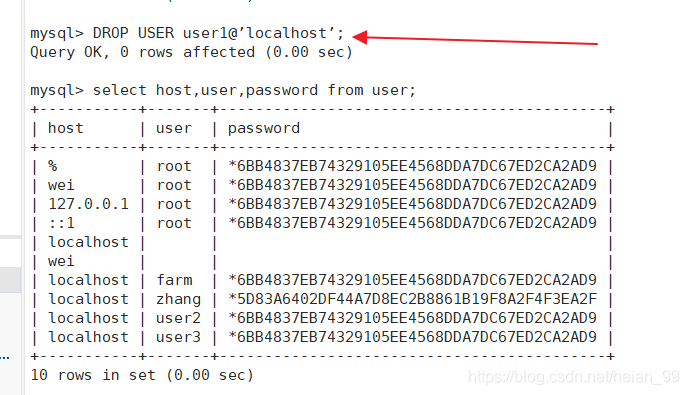 mysql> DROP USER user1@’localhost’;
Query OK, 0 rows affected (0.00 sec)
mysql> select host,user,password from user;
+-----------+-------+-------------------------------------------+
| host      | user  | password                                  |
+-----------+-------+-------------------------------------------+
| %         | root  | *6BB4837EB74329105EE4568DDA7DC67ED2CA2AD9 |
| wei       | root  | *6BB4837EB74329105EE4568DDA7DC67ED2CA2AD9 |
| 127.0.0.1 | root  | *6BB4837EB74329105EE4568DDA7DC67ED2CA2AD9 |
| ::1       | root  | *6BB4837EB74329105EE4568DDA7DC67ED2CA2AD9 |
| localhost |       |                                           |
| wei       |       |                                           |
| localhost | farm  | *6BB4837EB74329105EE4568DDA7DC67ED2CA2AD9 |
| localhost | zhang | *5D83A6402DF44A7D8EC2B8861B19F8A2F4F3EA2F |
| localhost | user2 | *6BB4837EB74329105EE4568DDA7DC67ED2CA2AD9 |
| localhost | user3 | *6BB4837EB74329105EE4568DDA7DC67ED2CA2AD9 |
+-----------+-------+-------------------------------------------+
10 rows in set (0.00 sec)
...
https://blog.csdn.net/heian_99